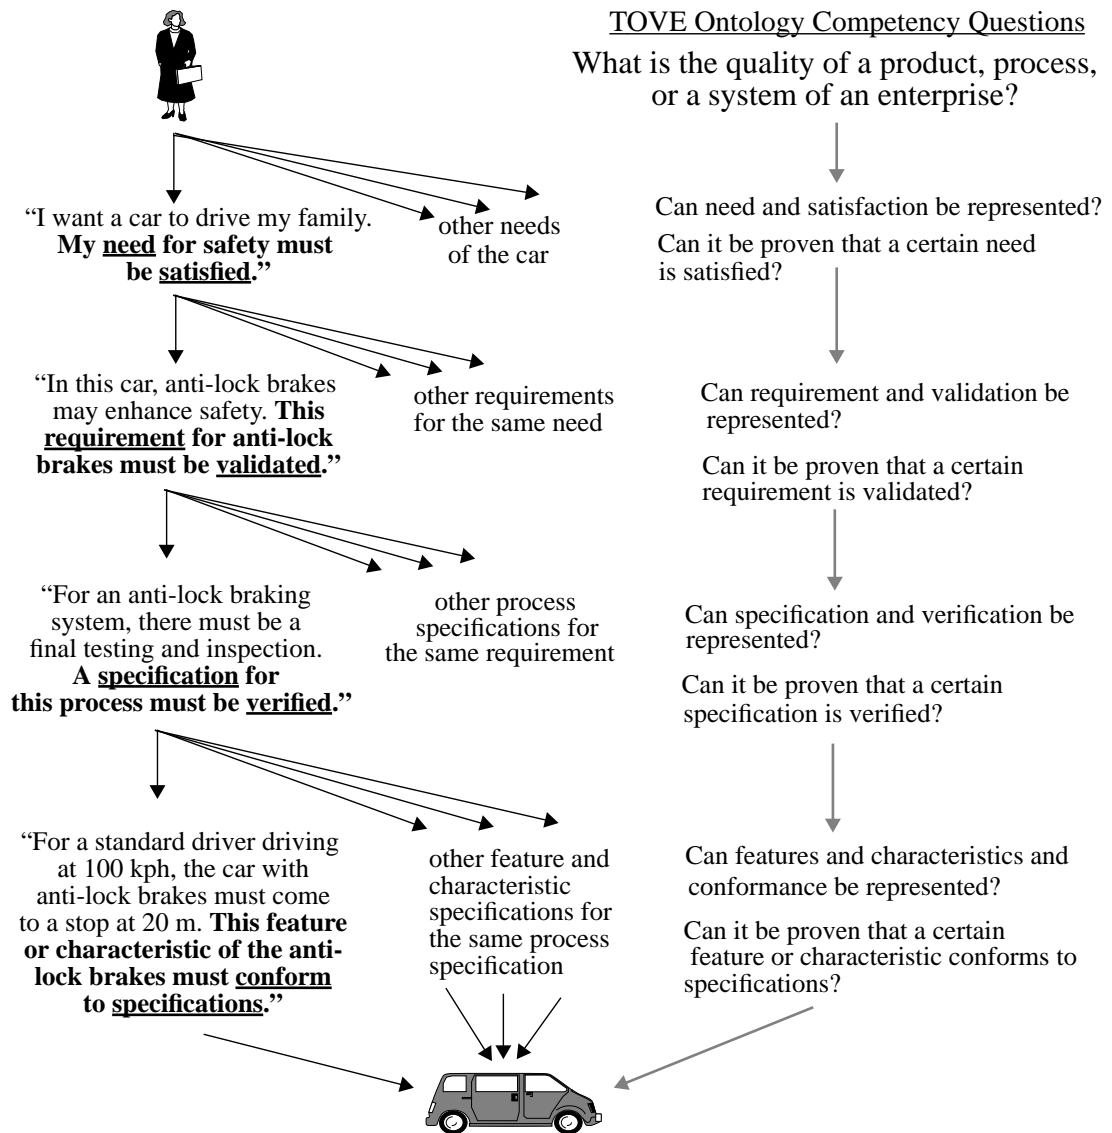 TOVE Ontology Competency Questions
What is the quality of a product, process,
or a system of an enterprise?
“I want a car to drive my family.
My need for safety must
be satisfied.”
other needs
of the car
Can need and satisfaction be represented?
Can it be proven that a certain need
is satisfied?
“In this car, anti-lock brakes
may enhance safety. This
requirement for anti-lock
brakes must be validated.”
other requirements
for the same need
Can requirement and validation be
represented?
Can it be proven that a certain
requirement is validated?
“For an anti-lock braking
system, there must be a
final testing and inspection.
A specification for
this process must be verified.”
other process
specifications for
the same requirement
Can specification and verification be
represented?
Can it be proven that a certain
specification is verified?
“For a standard driver driving
at 100 kph, the car with
anti-lock brakes must come
to a stop at 20 m. This feature
or characteristic of the anti-
lock brakes must conform
to specifications.”
other feature and
characteristic
specifications for
the same process
specification
Can features and characteristics and
conformance be represented?
Can it be proven that a certain
feature or characteristic conforms to
specifications?